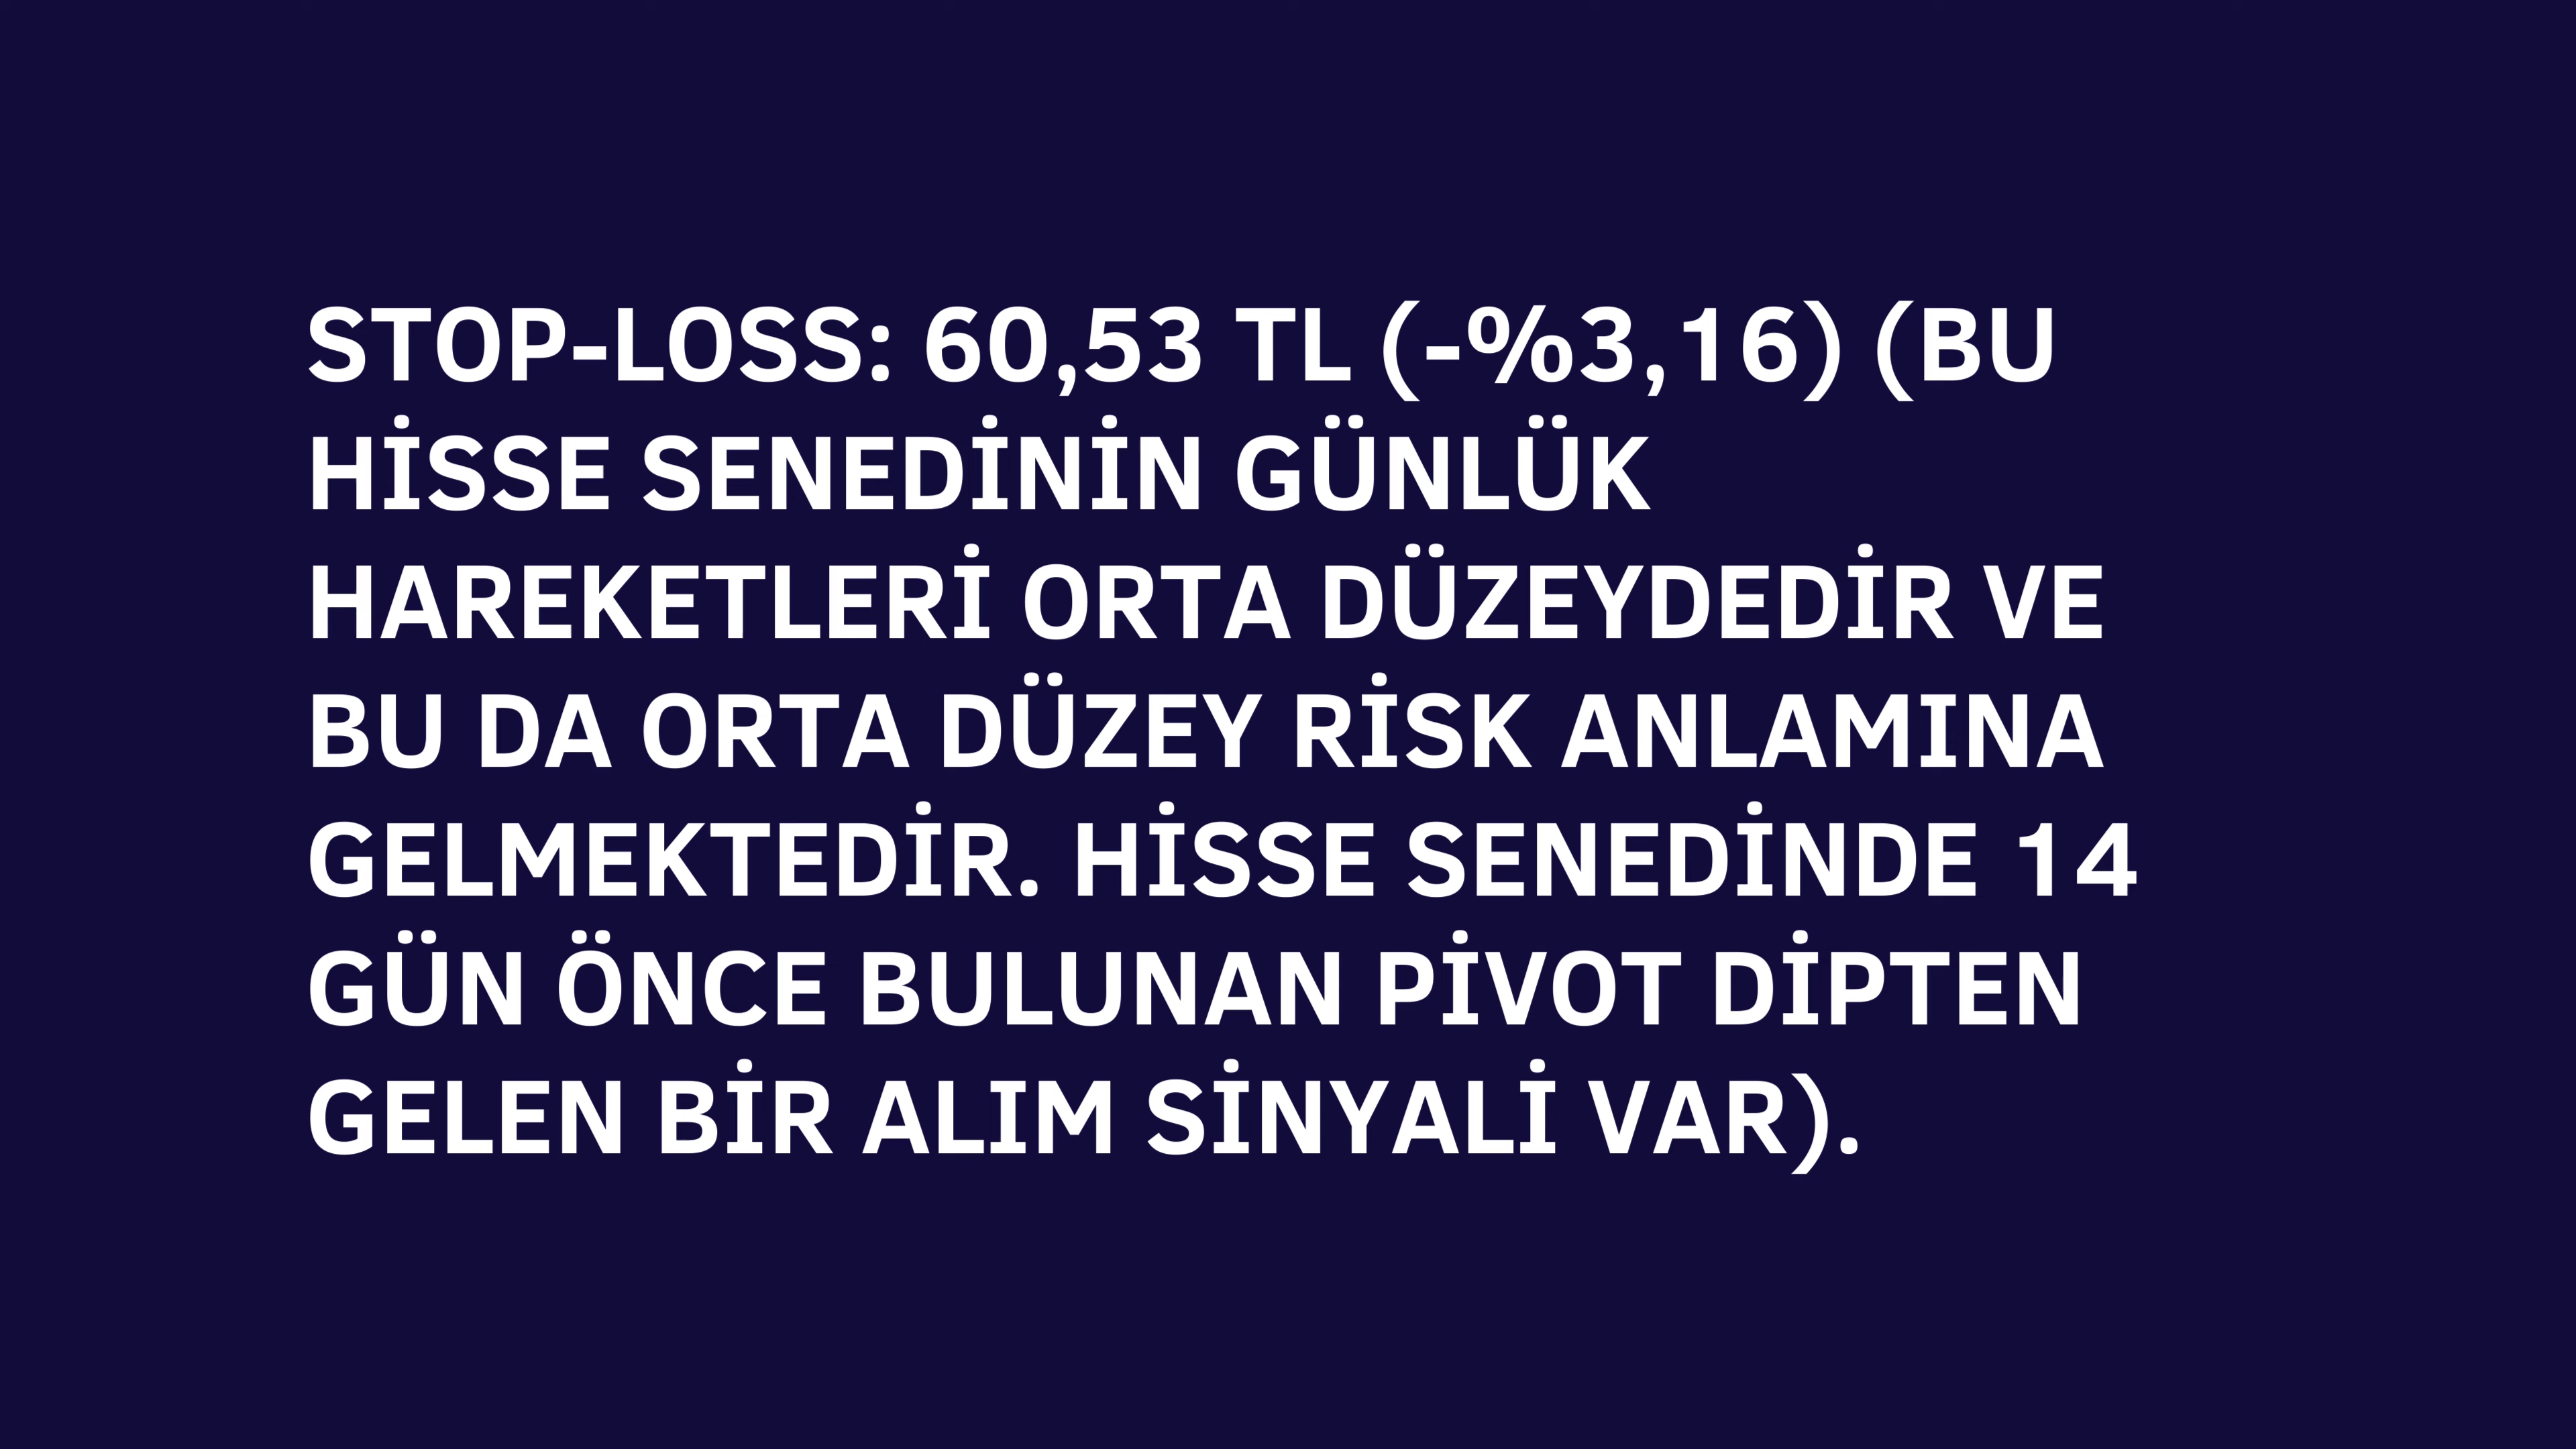 STOP-LOSS: 60,53 TL (-%3,16) (BU
HİSSE SENEDİNİN GÜNLÜK
HAREKETLERİ ORTA DÜZEYDEDİR VE
BU DA ORTA DÜZEY RİSK ANLAMINA
GELMEKTEDİR. HİSSE SENEDİNDE 14
GÜN ÖNCE BULUNAN PİVOT DİPTEN
GELEN BİR ALIM SİNYALİ VAR).